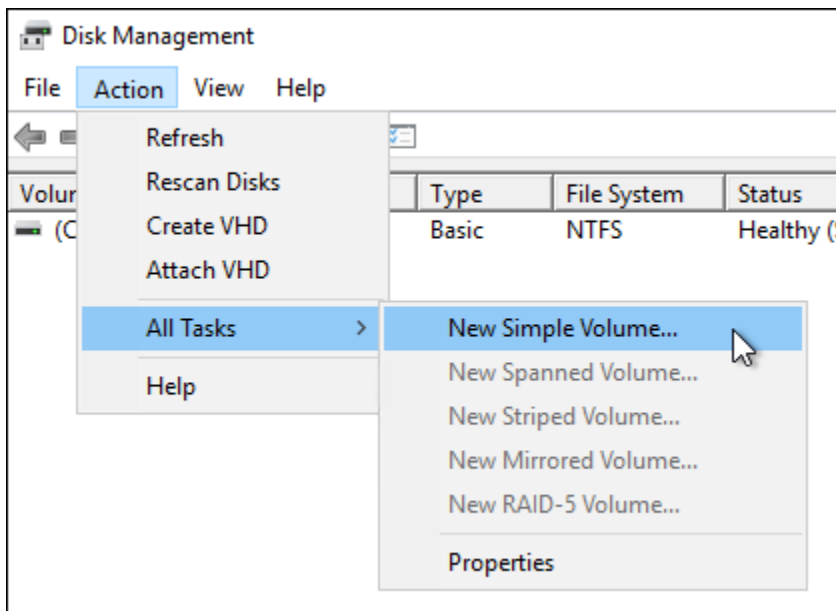 Disk Management
File Action View Help
Refresh
Rescan Disks
Create VHD
Attach VHD
All Tasks
Help
Type File System Status
Basic NTFS Healthy
New Simple Volume...
New Spanned Volume...
New Striped Volume...
New Mirrored Volume...
New RAID-5 Volume...
Properties